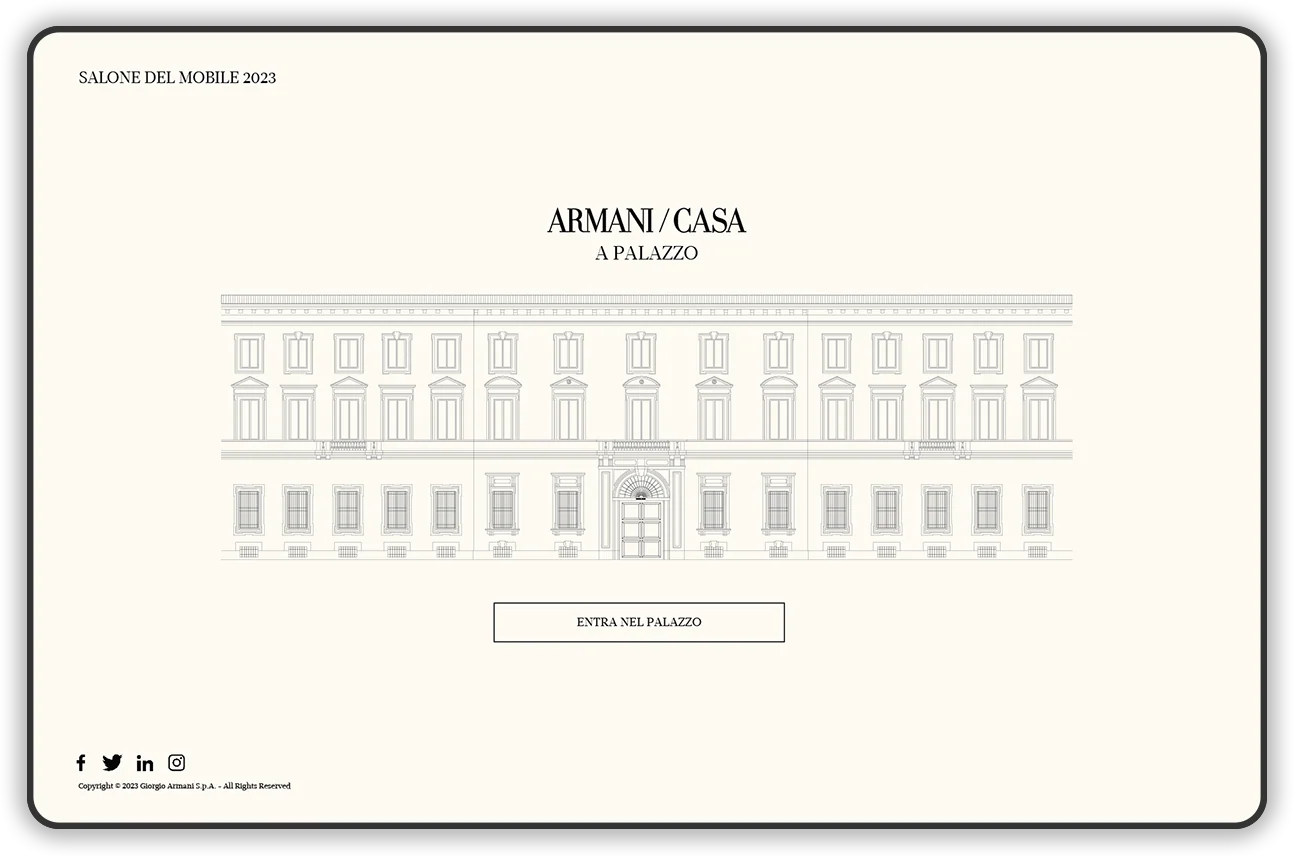 SALONE DEL MOBILE 2023
ARMANI / CASA
A PALAZZO
ENTRA NEL PALAZZO
Copyright © 2023 Giorgio Armani S.p.A. - All Rights Reserved